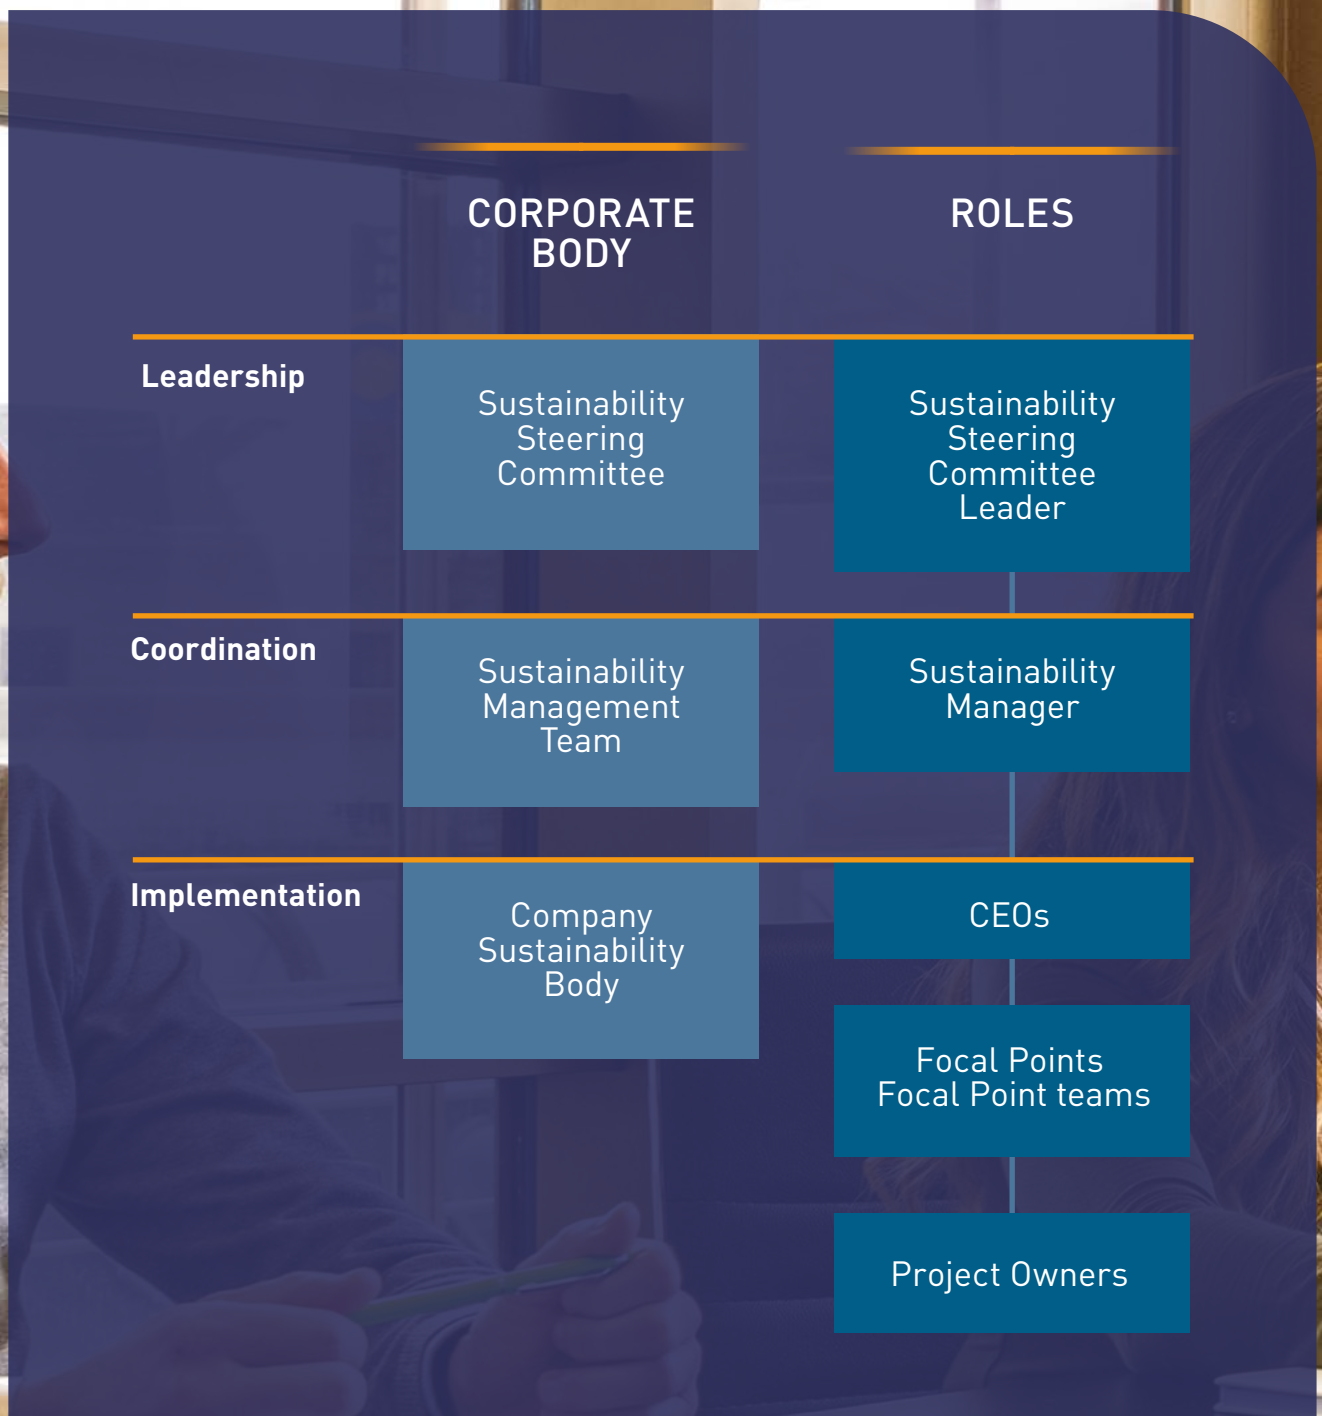 CORPORATE
BODY
ROLES
Leadership
Sustainability
Steering
Committee
Sustainability
Steering
Committee
Leader
Coordination
Sustainability
Management
Team
Sustainability
Manager
Implementation
Company
Sustainability
Body
CEOs
Focal Points
Focal Point teams
Project Owners